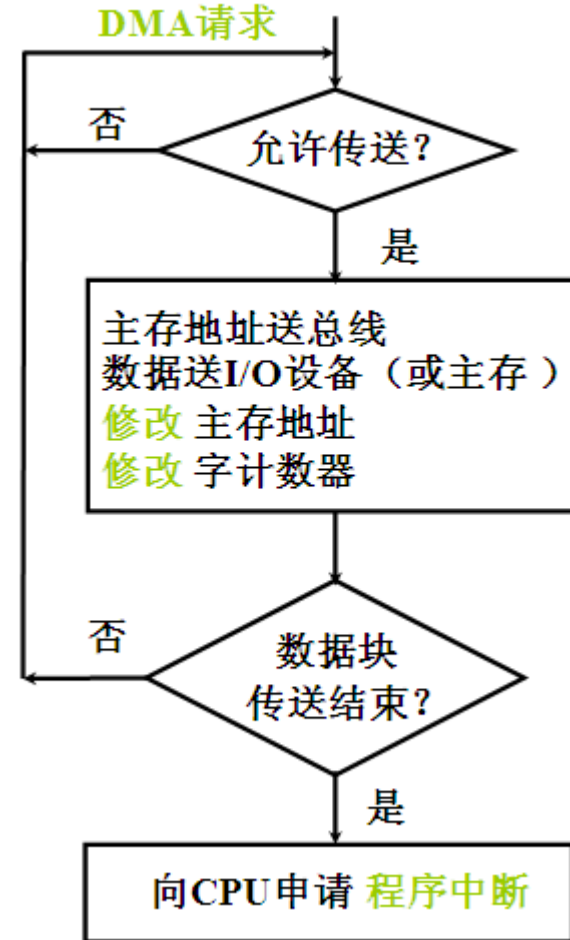 DMA请求
否
允许传送?
是
主存地址送总线
数据送I/O设备（或主存 ）
修改 主存地址
修改 字计数器
否
数据块
传送结束?
是
向CPU申请 程序中断